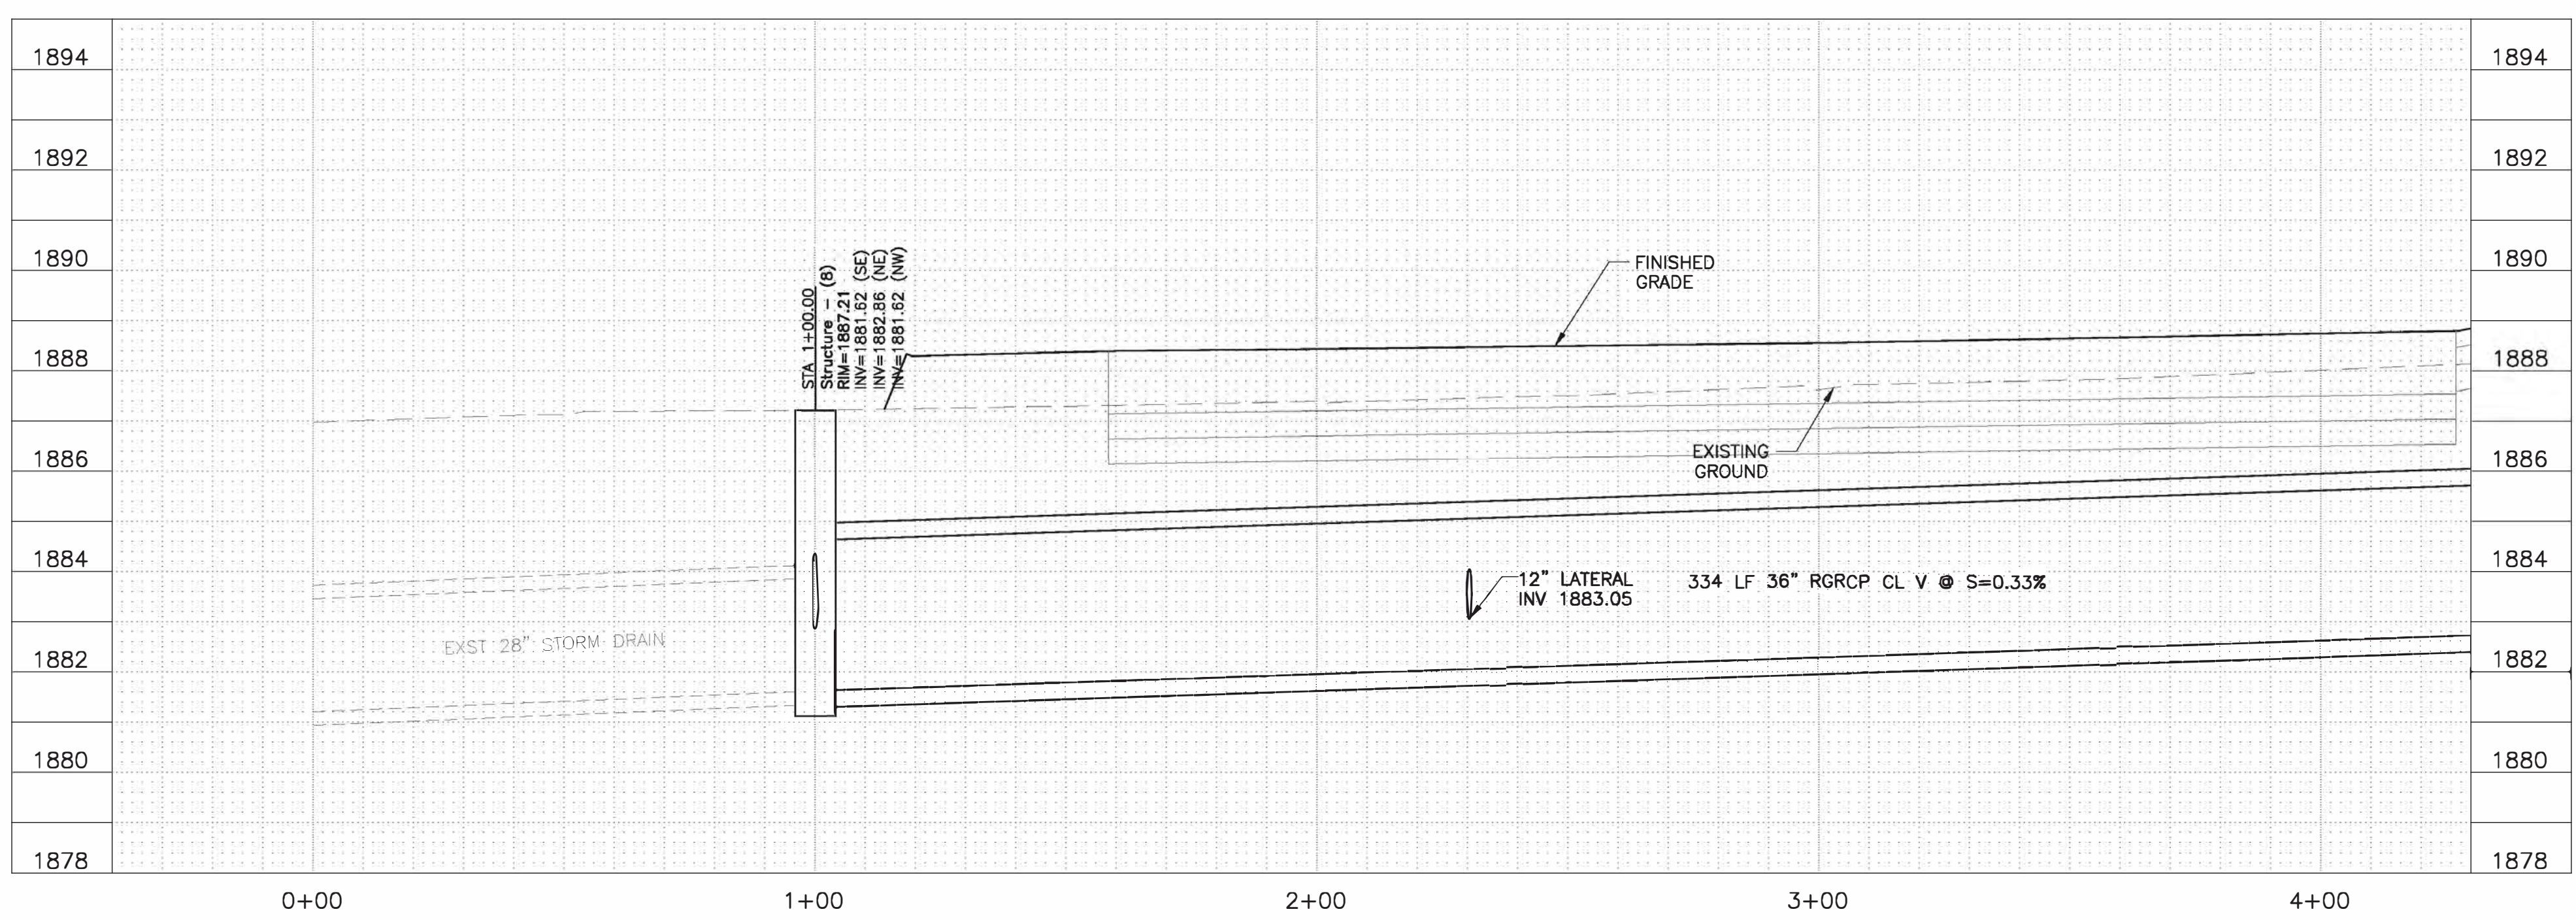 1894
1894
1892
1892
1890
1890
1888
1888
1886
1886
1884
1884
1882
1882
1880
1880
1878
1878
STA 1+00.00
Structure - (8)
RIM=1887.21
INV=1881.62 (SE)
INV=1882.86 (NE)
INV=1881.62 (NW)
FINISHED
GRADE
EXISTING
GROUND
12" LATERAL
INV 1883.05
334 LF 36" RGRCP CL V @ S=0.33%
EXST 28" STORM DRAIN
0+00
1+00
2+00
3+00
4+00